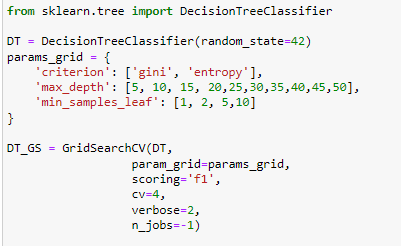 from sklearn.tree import DecisionTreeClassifier
DT = DecisionTreeClassifier(random_state=42)
params_grid = {
    'criterion': ['gini', 'entropy'],
    'max_depth': [5, 10, 15, 20,25,30,35,40,45,50],
    'min_samples_leaf': [1, 2, 5,10]
}
DT_GS = GridSearchCV(DT,
                  param_grid=params_grid,
                  scoring='f1',
                  cv=4,
                  verbose=2,
                  n_jobs=-1)